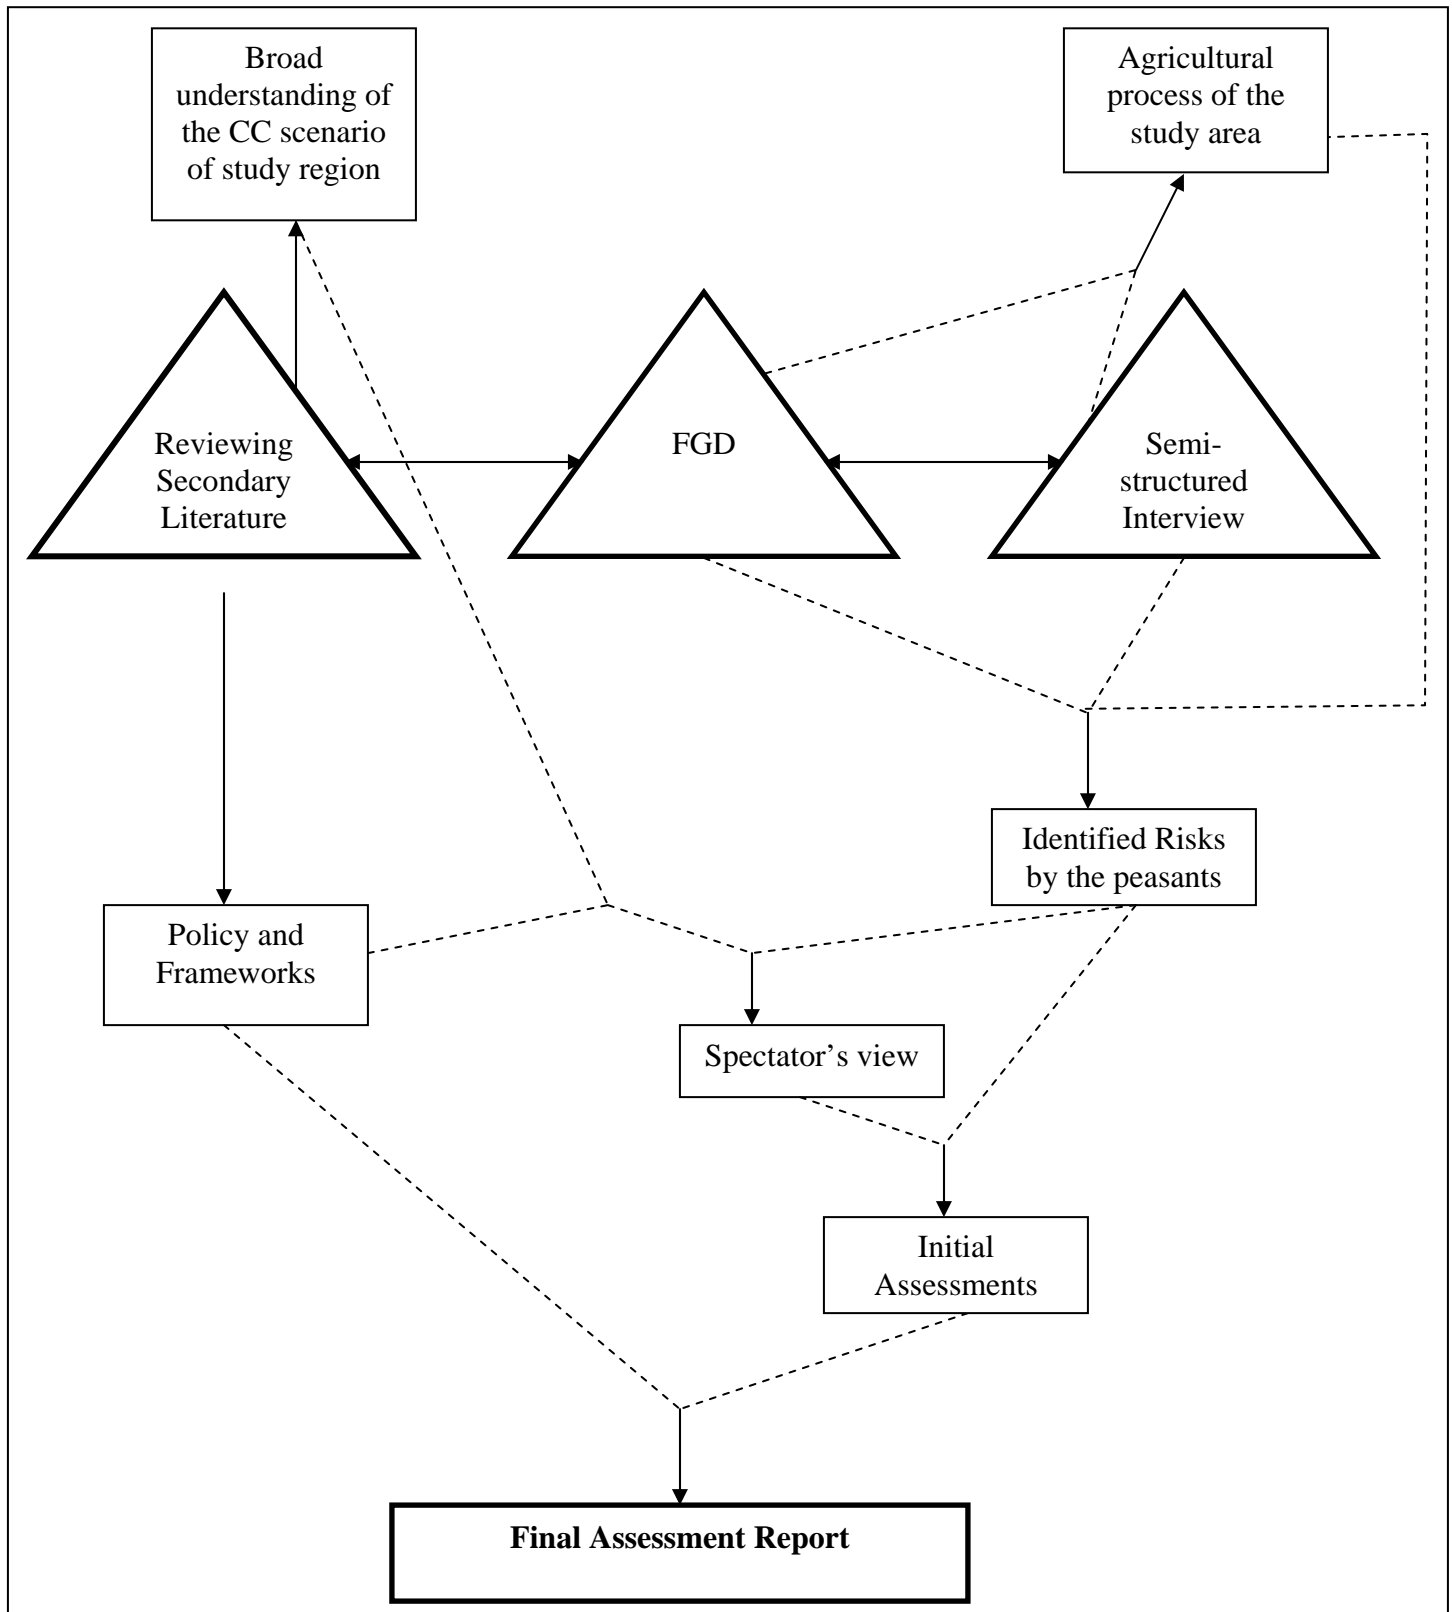 Broad
understanding of
the CC scenario
of study region
Agricultural
process of the
study area
Reviewing
Secondary
Literature
FGD
Semi-
structured
Interview
Identified Risks
by the peasants
Policy and
Frameworks
Spectator’s view
Initial
Assessments
Final Assessment Report